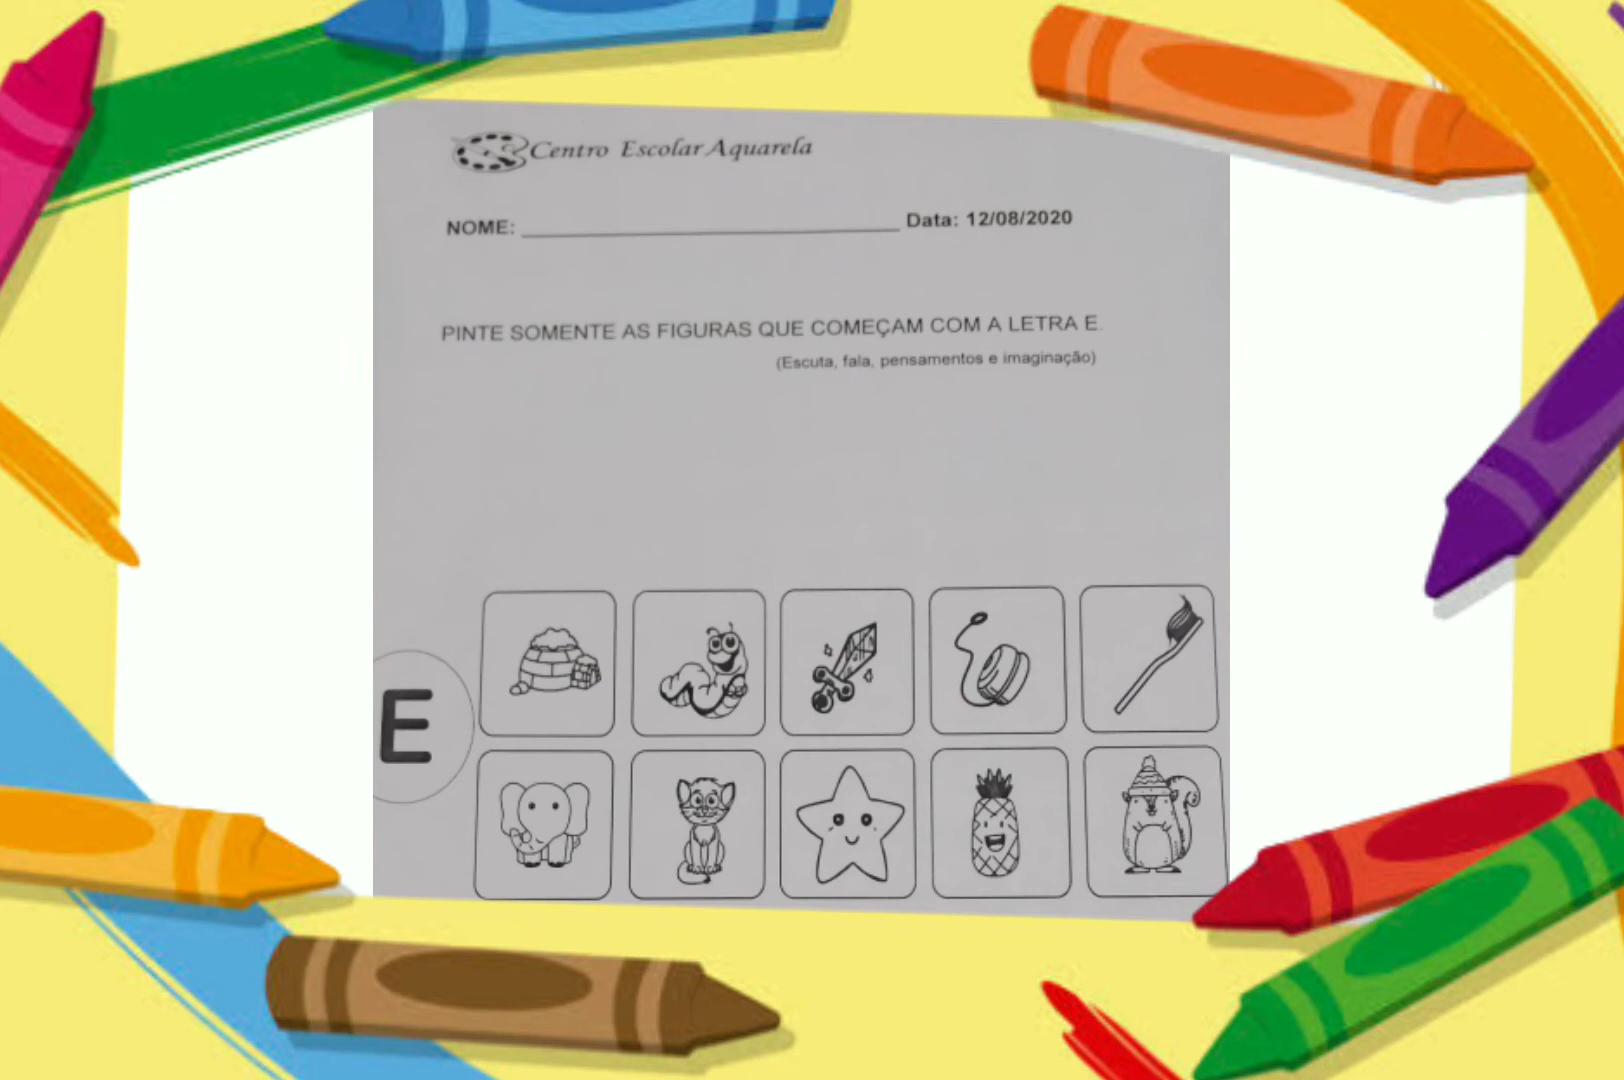 Centro Escolar Aquarela
NOME: ______________________ Data: 12/08/2020
PINTE SOMENTE AS FIGURAS QUE COMEÇAM COM A LETRA E.
(Escuta, fala, pensamentos e imaginação)
E